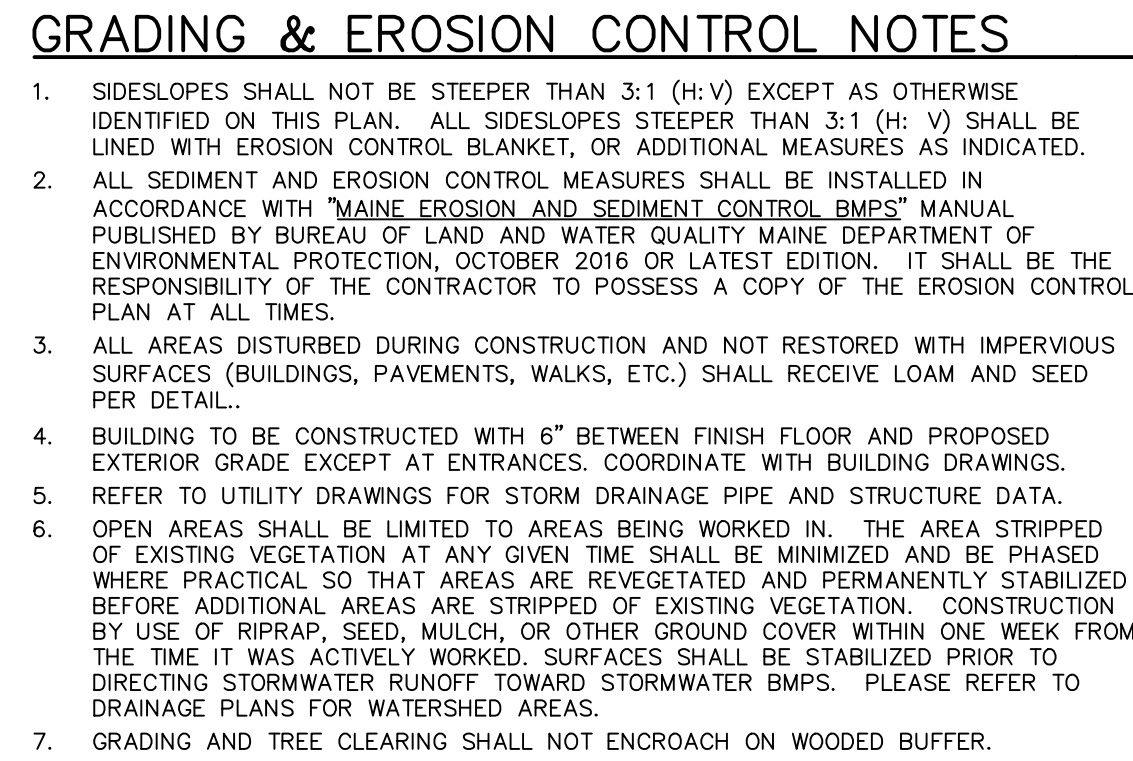 GRADING & EROSION CONTROL NOTES
1. SIDESLOPES SHALL NOT BE STEEPER THAN 3:1 (H:V) EXCEPT AS OTHERWISE
IDENTIFIED ON THIS PLAN. ALL SIDESLOPES STEEPER THAN 3:1 (H: V) SHALL BE
LINED WITH EROSION CONTROL BLANKET, OR ADDITIONAL MEASURES AS INDICATED.
2. ALL SEDIMENT AND EROSION CONTROL MEASURES SHALL BE INSTALLED IN
ACCORDANCE WITH "MAINE EROSION AND SEDIMENT CONTROL BMPS" MANUAL
PUBLISHED BY BUREAU OF LAND AND WATER QUALITY MAINE DEPARTMENT OF
ENVIRONMENTAL PROTECTION, OCTOBER 2016 OR LATEST EDITION. IT SHALL BE THE
RESPONSIBILITY OF THE CONTRACTOR TO POSSESS A COPY OF THE EROSION CONTROL
PLAN AT ALL TIMES.
3. ALL AREAS DISTURBED DURING CONSTRUCTION AND NOT RESTORED WITH IMPERVIOUS
SURFACES (BUILDINGS, PAVEMENTS, WALKS, ETC.) SHALL RECEIVE LOAM AND SEED
PER DETAIL..
4. BUILDING TO BE CONSTRUCTED WITH 6" BETWEEN FINISH FLOOR AND PROPOSED
EXTERIOR GRADE EXCEPT AT ENTRANCES. COORDINATE WITH BUILDING DRAWINGS.
5. REFER TO UTILITY DRAWINGS FOR STORM DRAINAGE PIPE AND STRUCTURE DATA.
6. OPEN AREAS SHALL BE LIMITED TO AREAS BEING WORKED IN. THE AREA STRIPPED
OF EXISTING VEGETATION AT ANY GIVEN TIME SHALL BE MINIMIZED AND BE PHASED
WHERE PRACTICAL SO THAT AREAS ARE REVEGETATED AND PERMANENTLY STABILIZED
BEFORE ADDITIONAL AREAS ARE STRIPPED OF EXISTING VEGETATION. CONSTRUCTION
BY USE OF RIPRAP, SEED, MULCH, OR OTHER GROUND COVER WITHIN ONE WEEK FROM
THE TIME IT WAS ACTIVELY WORKED. SURFACES SHALL BE STABILIZED PRIOR TO
DIRECTING STORMWATER RUNOFF TOWARD STORMWATER BMPS. PLEASE REFER TO
DRAINAGE PLANS FOR WATERSHED AREAS.
7. GRADING AND TREE CLEARING SHALL NOT ENCROACH ON WOODED BUFFER.